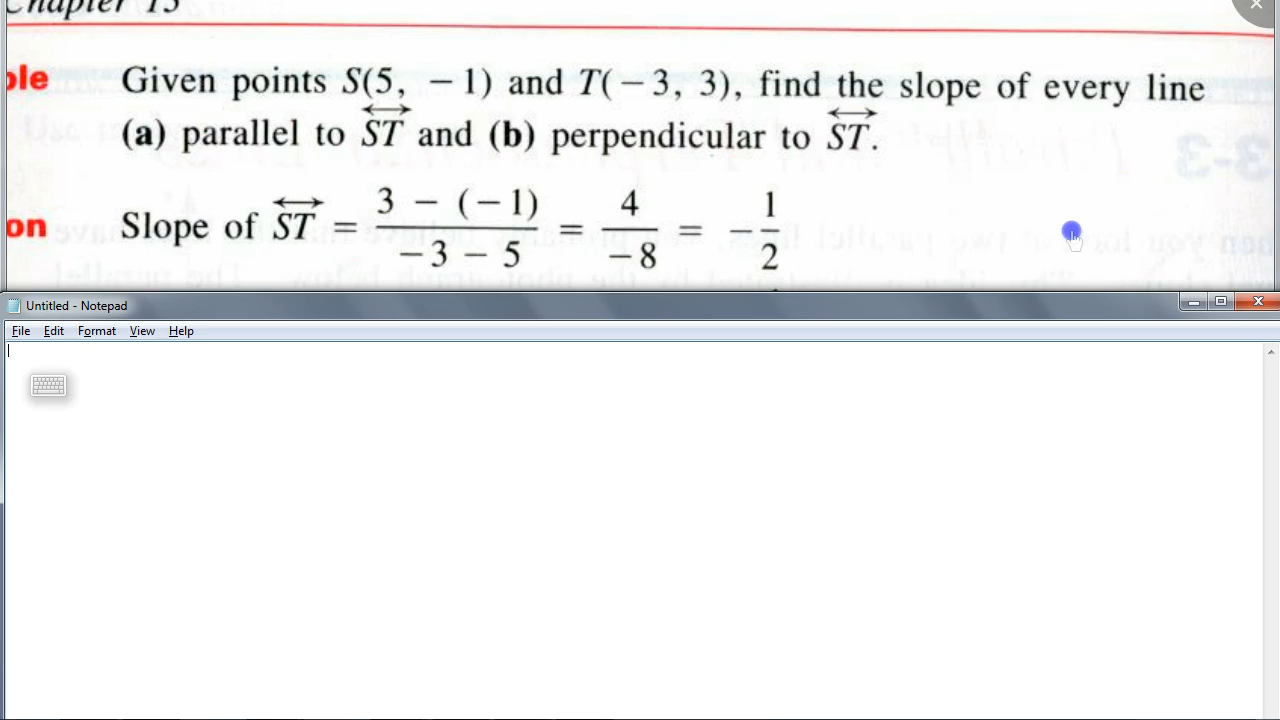 Chapter 13
ple Given points S(5, −1) and T(−3, 3), find the slope of every line
(a) parallel to ST and (b) perpendicular to ST.
on Slope of ST = 3 − (−1) / −3 − 5 = 4 / −8 = −1/2
Untitled - Notepad
File Edit Format View Help